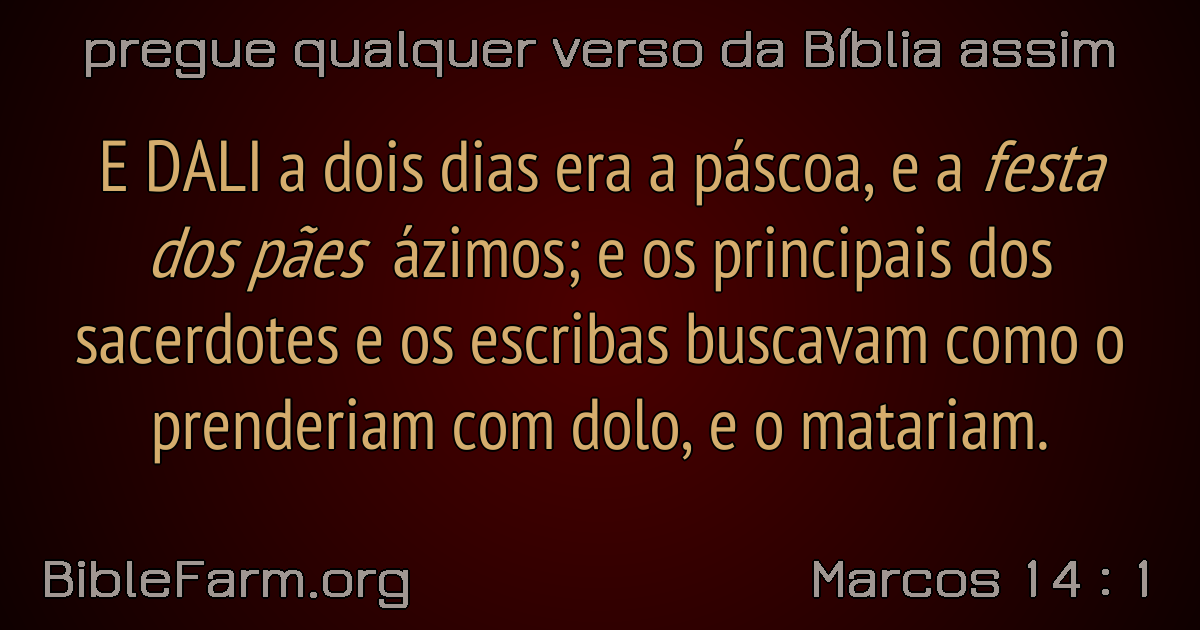 pregue qualquer verso da Bíblia assim
E DALI a dois dias era a páscoa, e a festa
dos pães ázimos; e os principais dos
sacerdotes e os escribas buscavam como o
prenderiam com dolo, e o matariam.
BibleFarm.org
Marcos 14 : 1